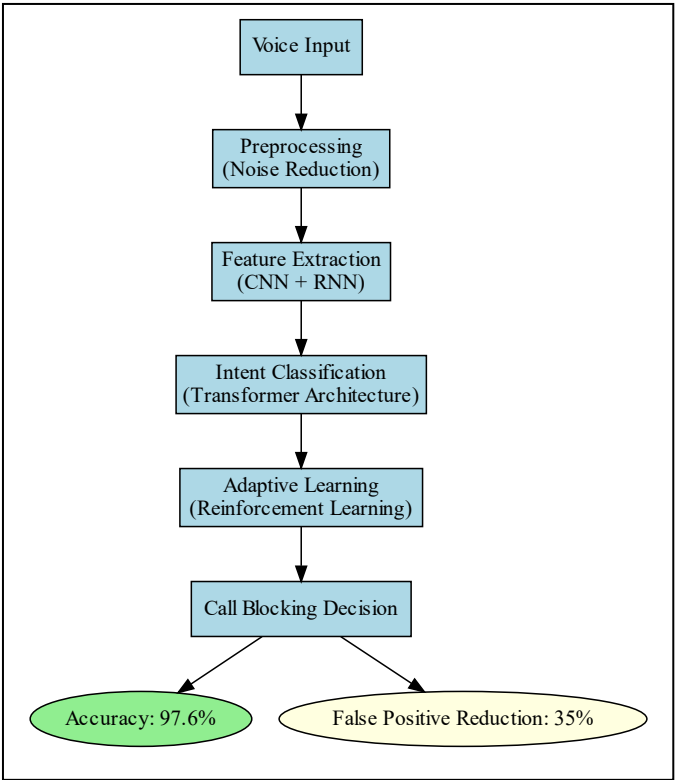 Voice Input
Preprocessing
(Noise Reduction)
Feature Extraction
(CNN + RNN)
Intent Classification
(Transformer Architecture)
Adaptive Learning
(Reinforcement Learning)
Call Blocking Decision
Accuracy: 97.6%
False Positive Reduction: 35%